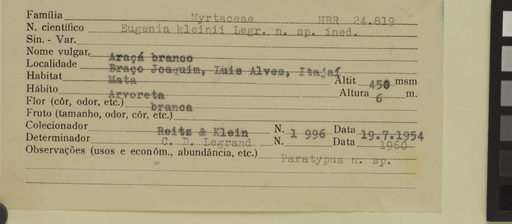 Família Myrtaceae HBR 24.819
N. científico Eugenia kleinii Legr. n. sp. ined.
Sin. - Var.
Nome vulgar, Araçá branco
Localidade Braço Joaquim, Luis Alves, Itajaí
Habitat Mata Altit 450 msm
Hábito Arvoreta Altura 6 m.
Flor (côr, odor, etc.) branca
Fruto (tamanho, odor, côr, etc.)
Colecionador Reitz & Klein N. 1 996 Data 19.7.1954
Determinador C. D. Legrand N. Data 1960
Observações (usos e econôm., abundância, etc.) Paratypus n. sp.